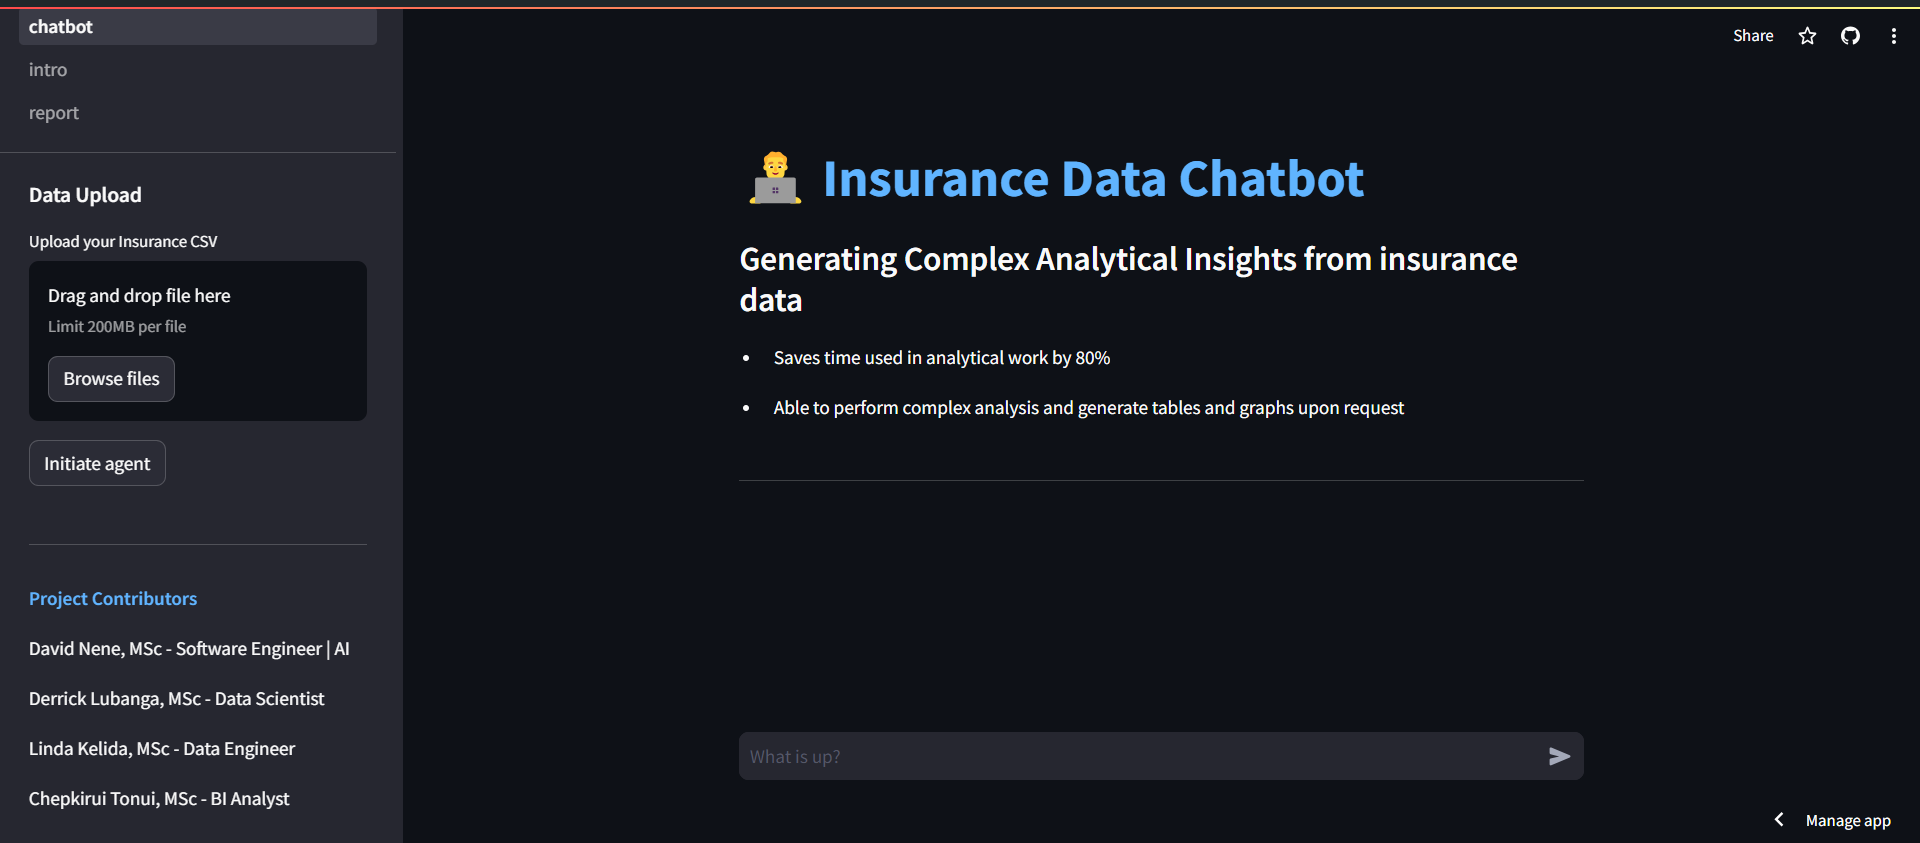 chatbot
intro
report
Data Upload
Upload your Insurance CSV
Drag and drop file here
Limit 200MB per file
Browse files
Initiate agent
Project Contributors
David Nene, MSc - Software Engineer | AI
Derrick Lubanga, MSc - Data Scientist
Linda Kelida, MSc - Data Engineer
Chepkirui Tonui, MSc - BI Analyst
Share
Insurance Data Chatbot
Generating Complex Analytical Insights from insurance
data
• Saves time used in analytical work by 80%
• Able to perform complex analysis and generate tables and graphs upon request
What is up?
Manage app